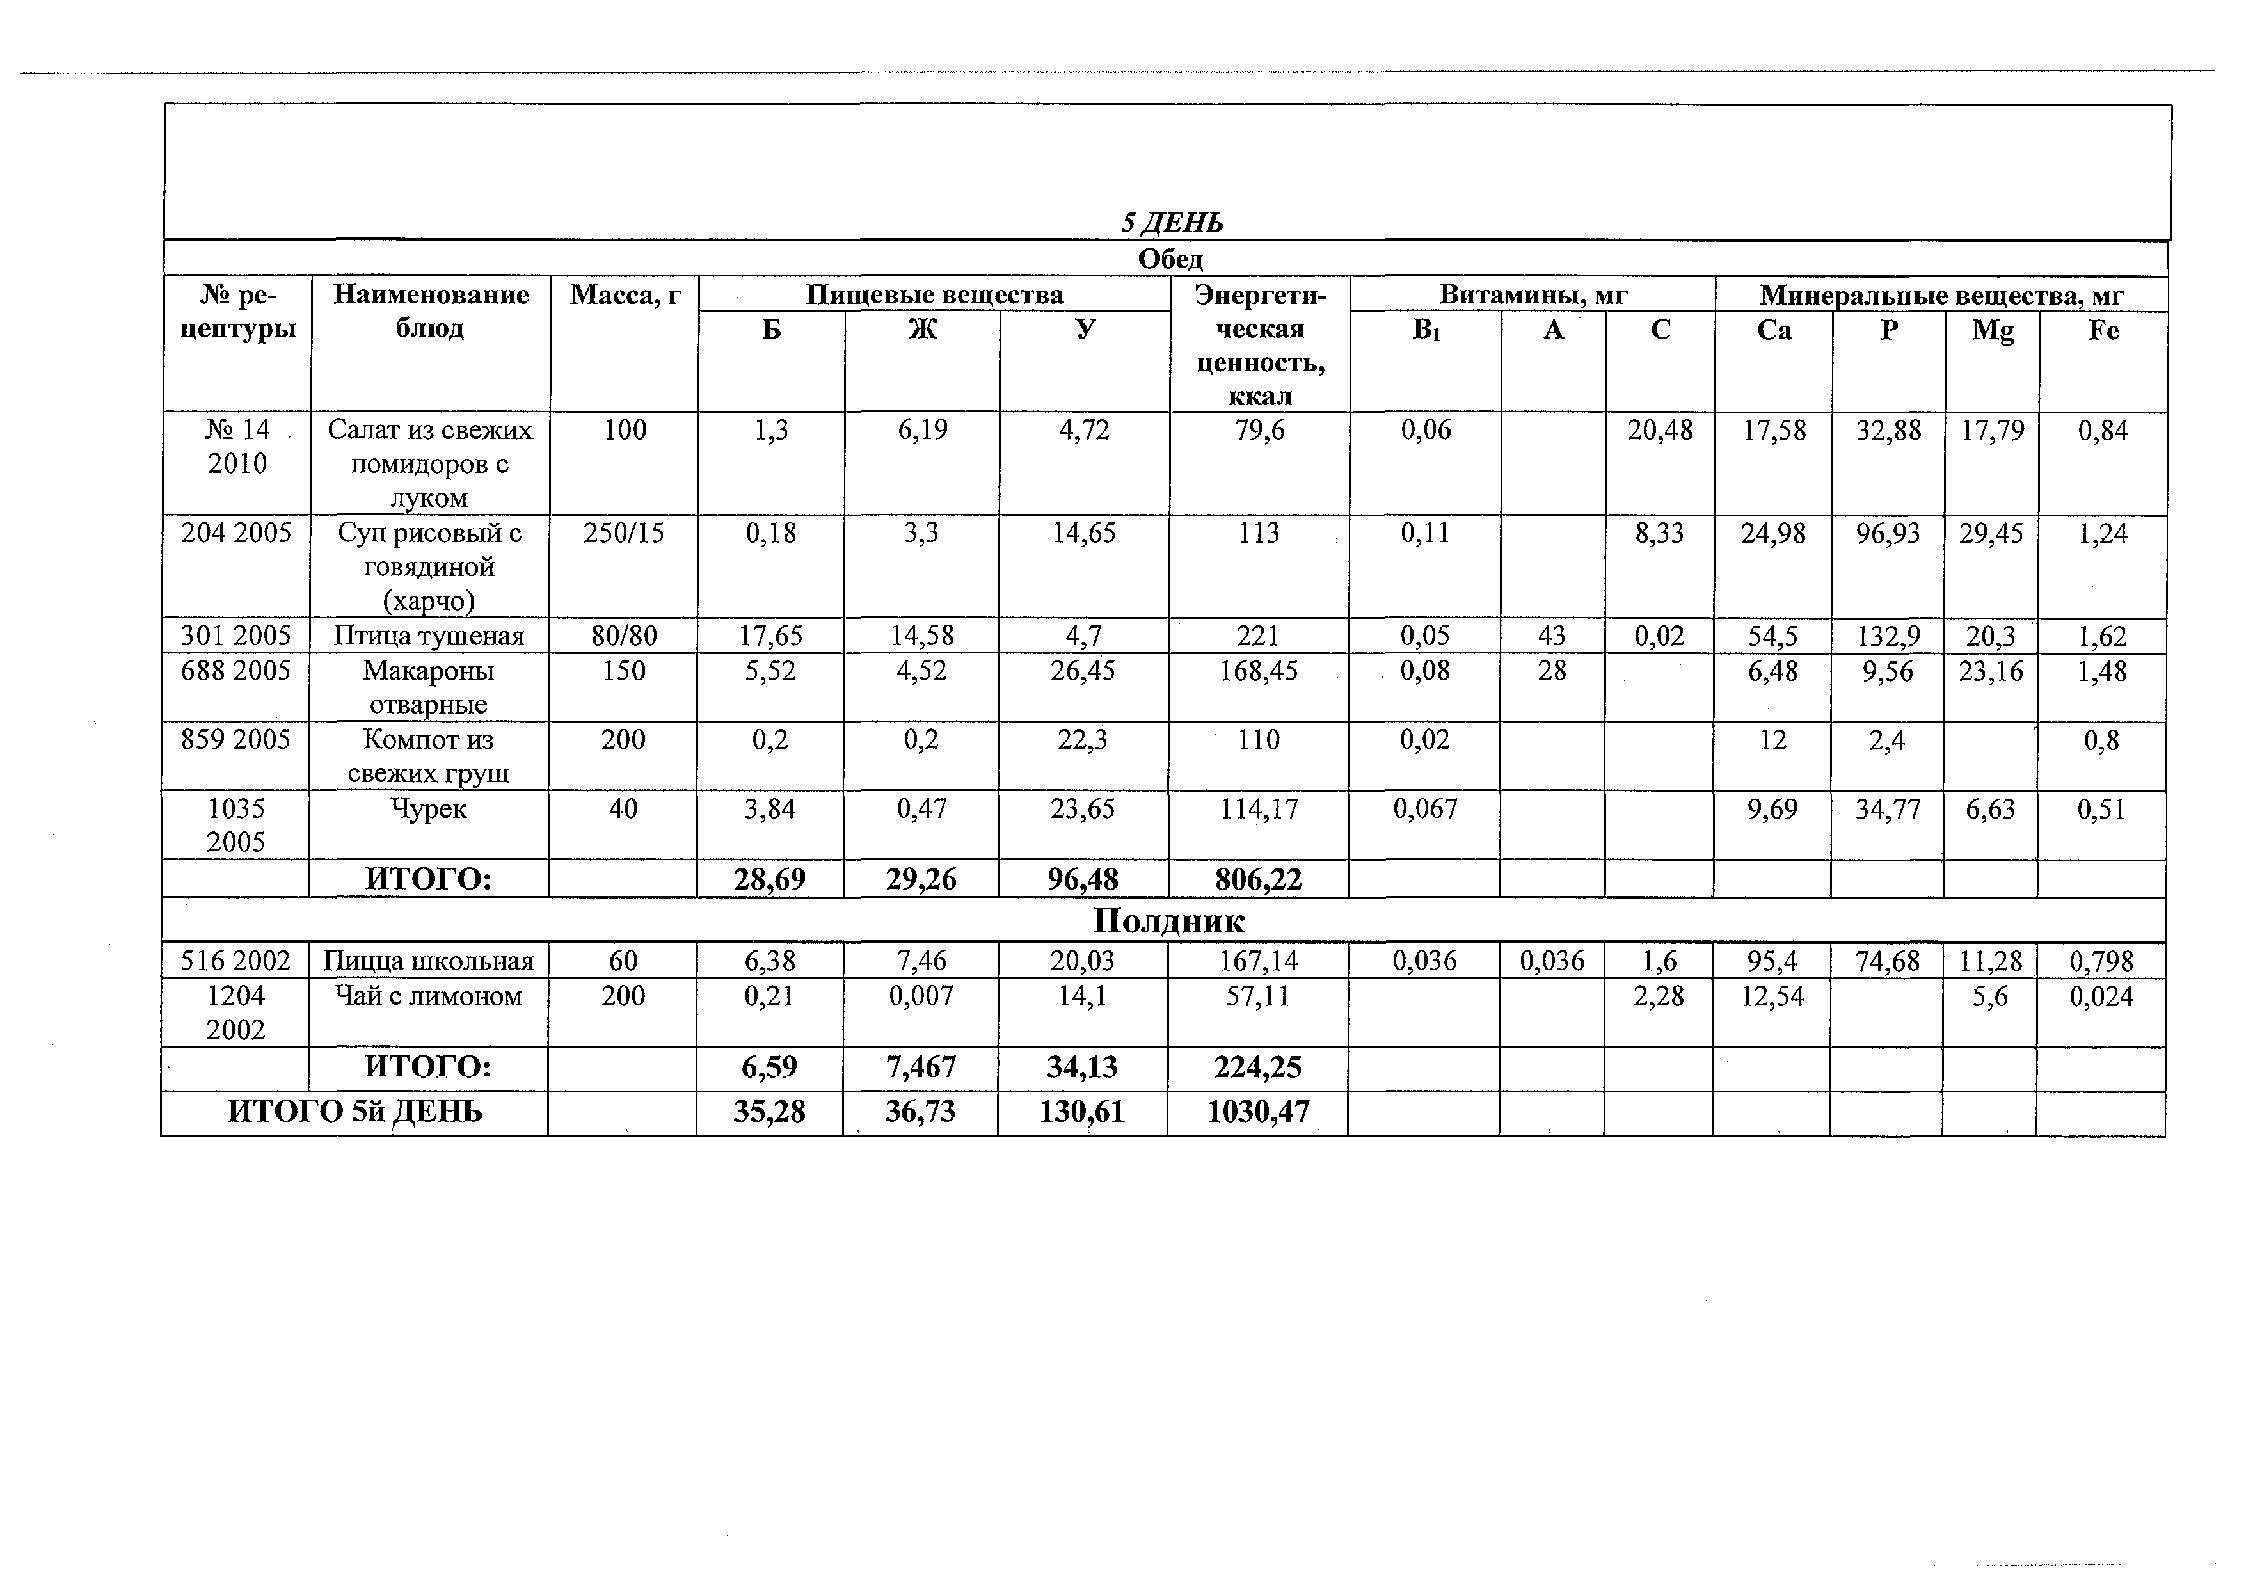 5 ДЕНЬ
Обед
№ ре- Наименование Масса, г Пищевые вещества Энергети- Витамины, мг Минеральные вещества, мг
цептуры блюд Б Ж У ческая B1 А С Ca P Mg Fe
ценность,
ккал
№ 14 Салат из свежих 100 1,3 6,19 4,72 79,6 0,06 20,48 17,58 32,88 17,79 0,84
2010 помидоров с
луком
204 2005 Суп рисовый с 250/15 0,18 3,3 14,65 113 0,11 8,33 24,98 96,93 29,45 1,24
говядиной
(харчо)
301 2005 Птица тушеная 80/80 17,65 14,58 4,7 221 0,05 43 0,02 54,5 132,9 20,3 1,62
688 2005 Макароны 150 5,52 4,52 26,45 168,45 0,08 28 6,48 9,56 23,16 1,48
отварные
859 2005 Компот из 200 0,2 0,2 22,3 110 0,02 12 2,4 0,8
свежих груш
1035 Чурек 40 3,84 0,47 23,65 114,17 0,067 9,69 34,77 6,63 0,51
2005
ИТОГО: 28,69 29,26 96,48 806,22
Полдник
516 2002 Пицца школьная 60 6,38 7,46 20,03 167,14 0,036 0,036 1,6 95,4 74,68 11,28 0,798
1204 Чай с лимоном 200 0,21 0,007 14,1 57,11 2,28 12,54 5,6 0,024
2002
ИТОГО: 6,59 7,467 34,13 224,25
ИТОГО 5й ДЕНЬ 35,28 36,73 130,61 1030,47